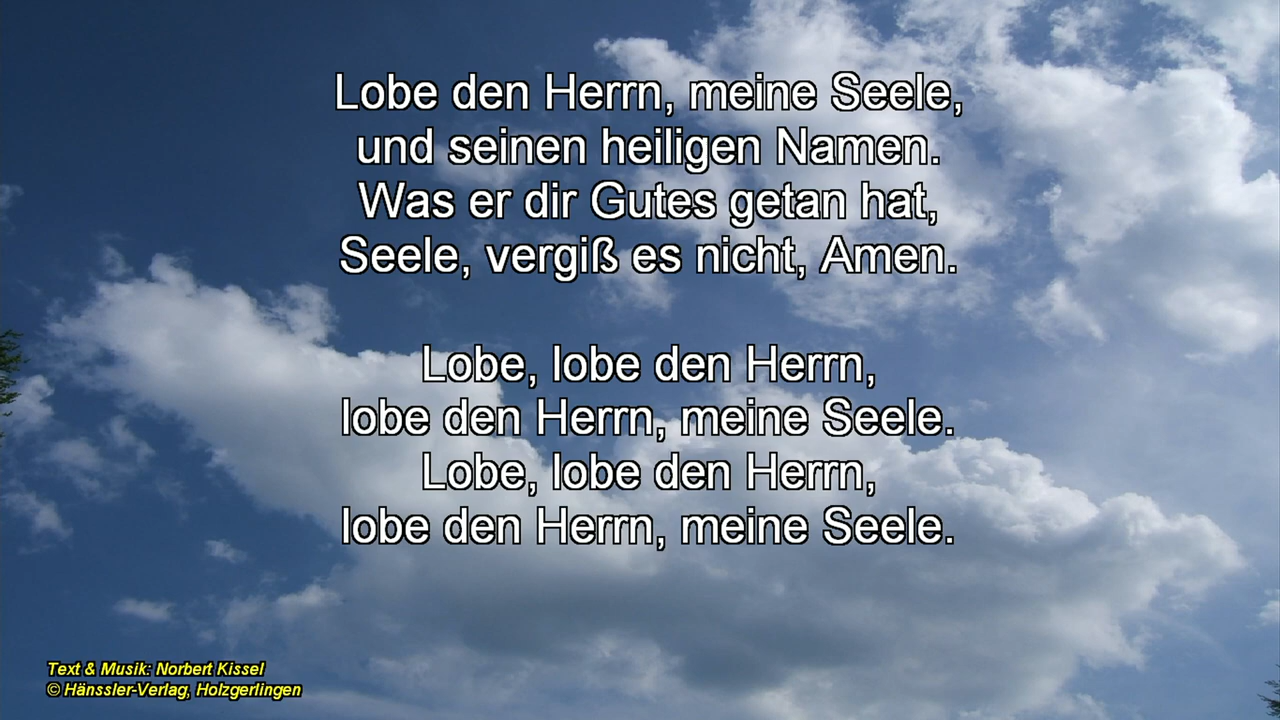 Lobe den Herrn, meine Seele,
und seinen heiligen Namen.
Was er dir Gutes getan hat,
Seele, vergiß es nicht, Amen.
Lobe, lobe den Herrn,
lobe den Herrn, meine Seele.
Lobe, lobe den Herrn,
lobe den Herrn, meine Seele.
Text & Musik: Norbert Kissel
© Hänssler-Verlag, Holzgerlingen